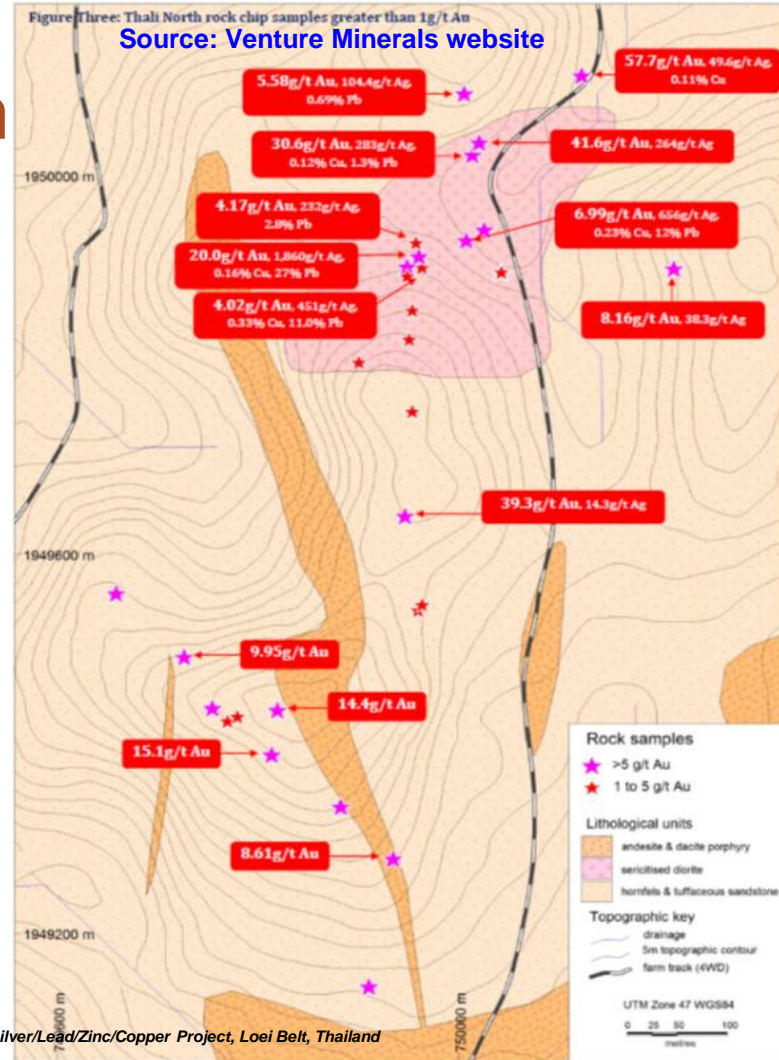 Figure Three: Thali North rock chip samples greater than 1g/t Au
Source: Venture Minerals website
57.7g/t Au, 49.6g/t Ag,
0.11% Cu
5.58g/t Au, 104.4g/t Ag,
0.69% Pb
30.6g/t Au, 283g/t Ag,
0.12% Cu, 1.3% Pb
41.6g/t Au, 264g/t Ag
1950000 m
4.17g/t Au, 232g/t Ag,
2.8% Pb
6.99g/t Au, 656g/t Ag,
0.23% Cu, 12% Pb
20.0g/t Au, 1,860g/t Ag,
0.16% Cu, 27% Pb
4.02g/t Au, 451g/t Ag,
0.33% Cu, 11.0% Pb
8.16g/t Au, 38.3g/t Ag
39.3g/t Au, 14.3g/t Ag
1949600 m
9.95g/t Au
14.4g/t Au
15.1g/t Au
8.61g/t Au
1949200 m
Rock samples
>5 g/t Au
1 to 5 g/t Au
Lithological units
andesite & dacite porphyry
sericitised diorite
hornfels & tuffaceous sandstone
Topographic key
drainage
5m topographic contour
farm track (4WD)
UTM Zone 47 WGS84
0 25 50 100
metres
750000 m
ilver/Lead/Zinc/Copper Project, Loei Belt, Thailand